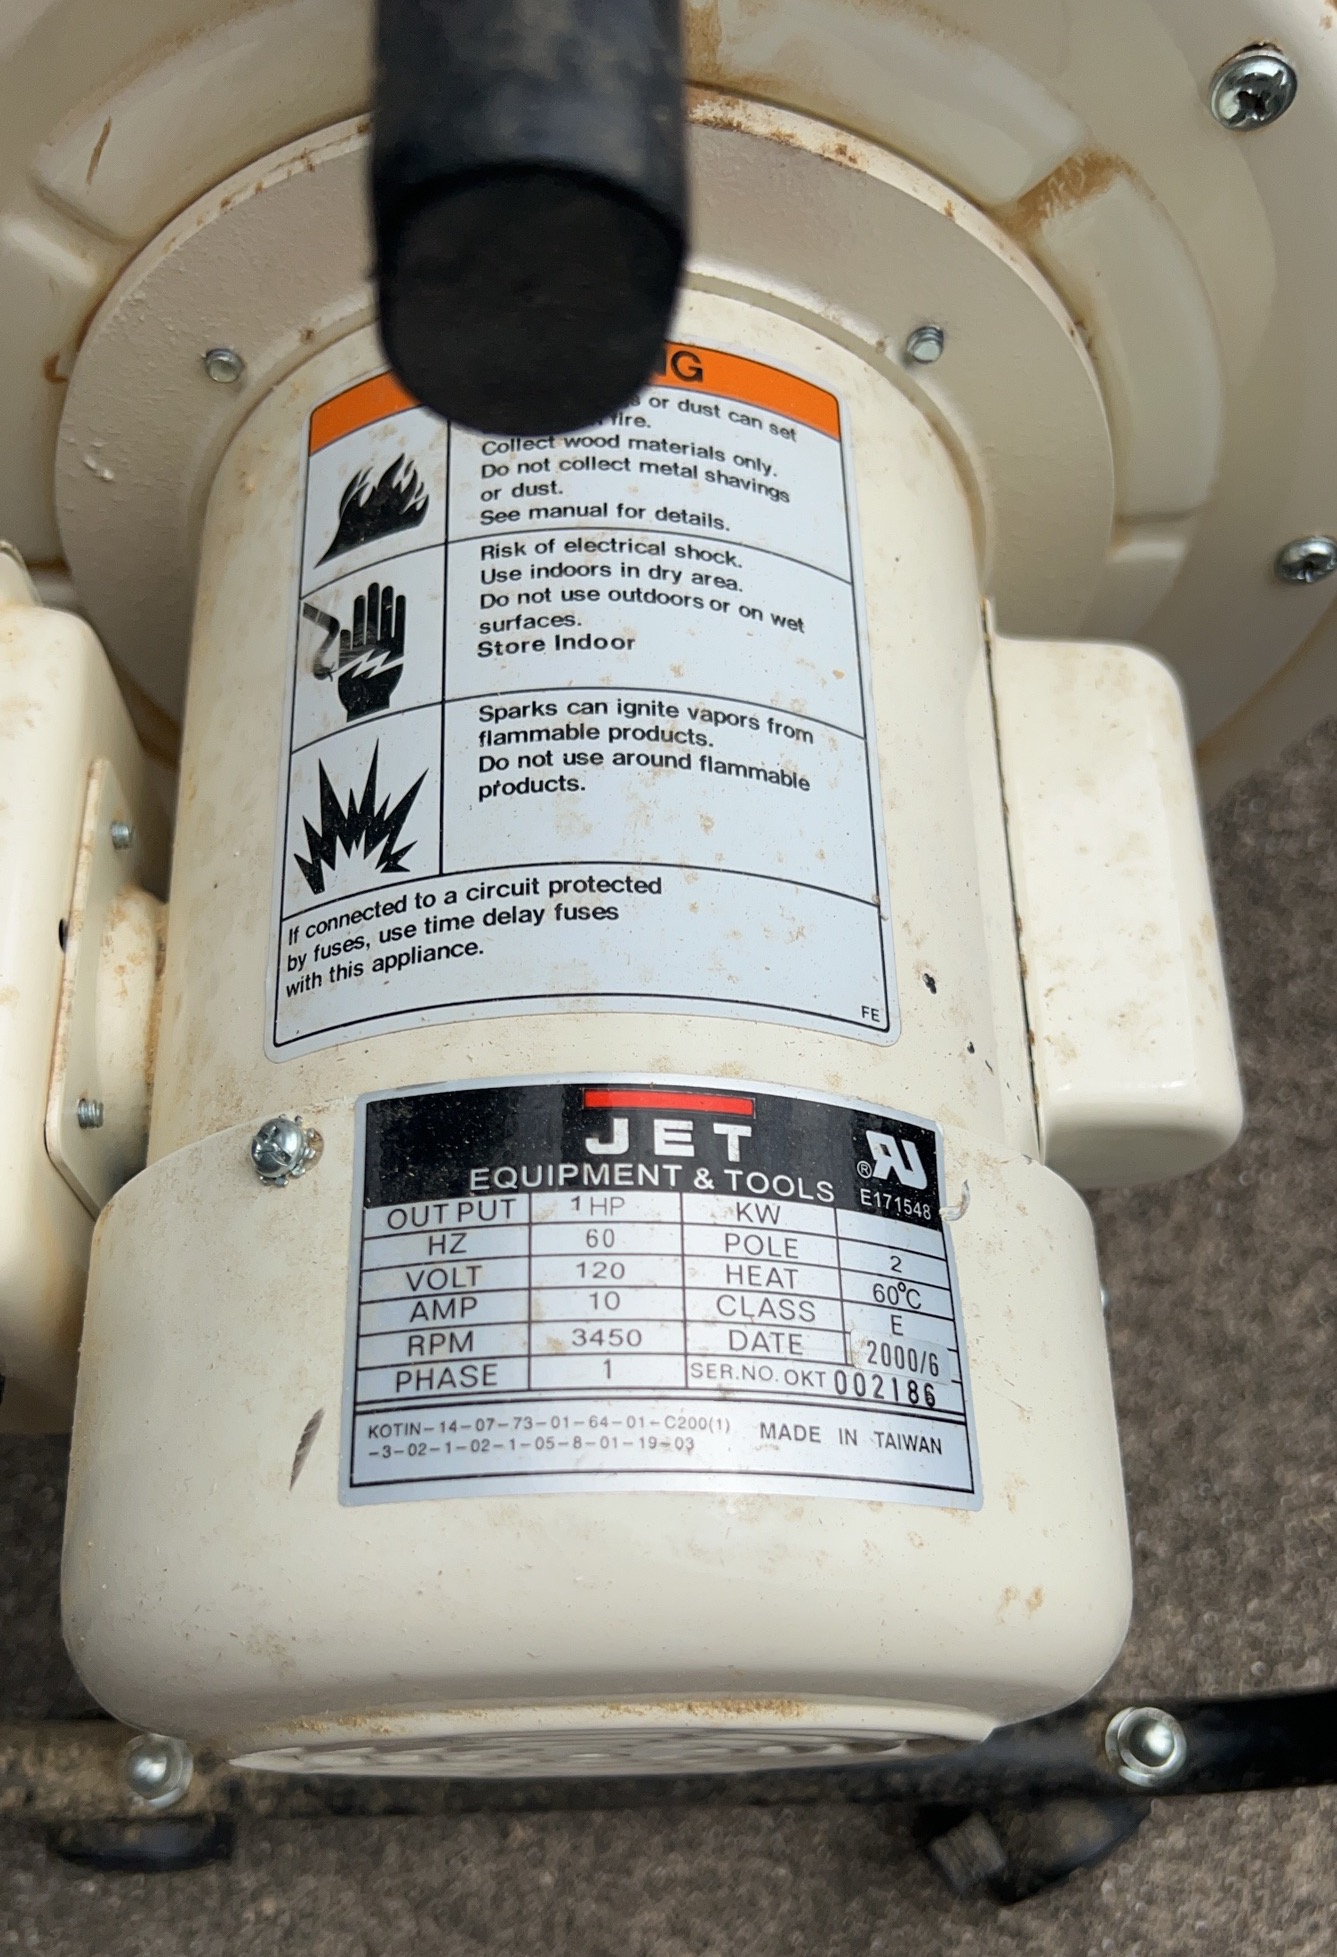 G
or dust can set
fire.
Collect wood materials only.
Do not collect metal shavings
or dust.
See manual for details.
Risk of electrical shock.
Use indoors in dry area.
Do not use outdoors or on wet
surfaces.
Store Indoor
Sparks can ignite vapors from
flammable products.
Do not use around flammable
products.
If connected to a circuit protected
by fuses, use time delay fuses
with this appliance.
FE
JET
EQUIPMENT & TOOLS
® RU
E171548
OUTPUT 1 HP KW
HZ 60 POLE 2
VOLT 120 HEAT 60°C
AMP 10 CLASS E
RPM 3450 DATE 2000/6
PHASE 1 SER.NO. OKT 002186
KOTIN-14-07-73-01-64-01-C200(1) MADE IN TAIWAN
-3-02-1-02-1-05-8-01-19-03